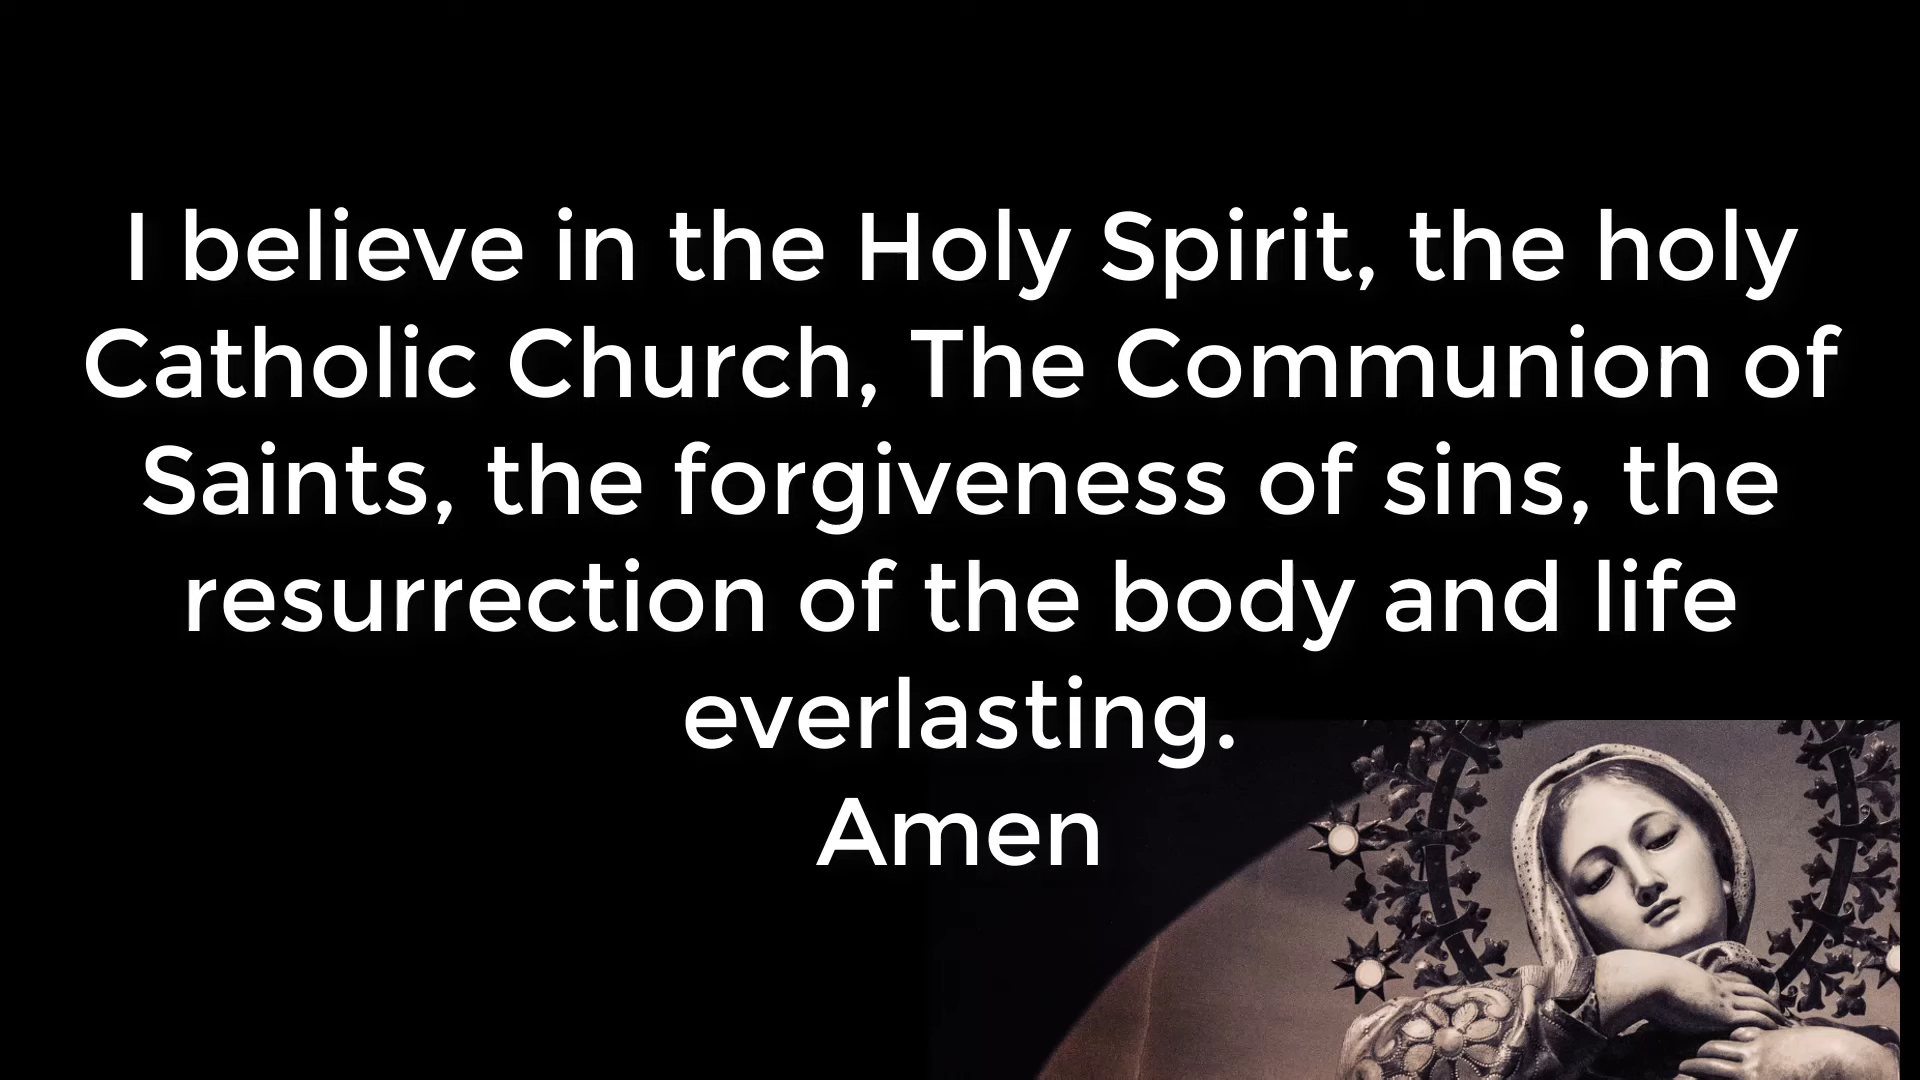 I believe in the Holy Spirit, the holy
Catholic Church, The Communion of
Saints, the forgiveness of sins, the
resurrection of the body and life
everlasting.
Amen